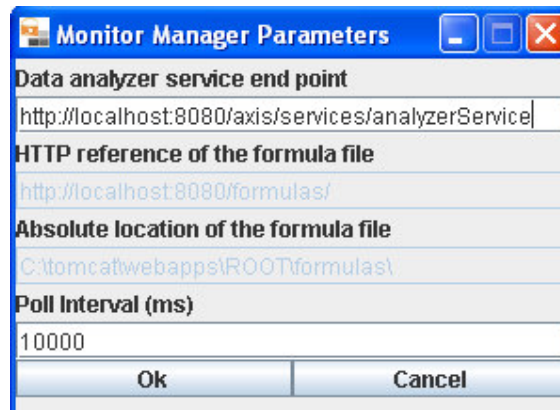 Monitor Manager Parameters
Data analyzer service end point
http://localhost:8080/axis/services/analyzerService
HTTP reference of the formula file
http://localhost:8080/formulas/
Absolute location of the formula file
C:\tomcat\webapps\ROOT\formulas\
Poll Interval (ms)
10000
Ok Cancel